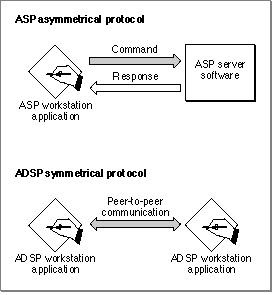 ASP asymmetrical protocol
Command
Response
ASP server
software
ASP workstation
application
ADSP symmetrical protocol
Peer-to-peer
communication
ADSP workstation
application
ADSP workstation
application